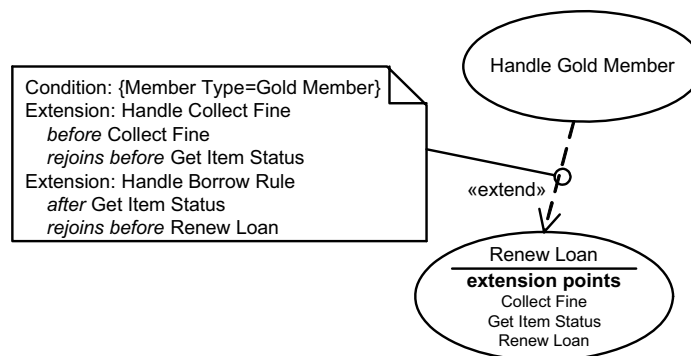 Handle Gold Member
Condition: {Member Type=Gold Member}
Extension: Handle Collect Fine
before Collect Fine
rejoins before Get Item Status
Extension: Handle Borrow Rule
after Get Item Status
rejoins before Renew Loan
«extend»
Renew Loan
extension points
Collect Fine
Get Item Status
Renew Loan